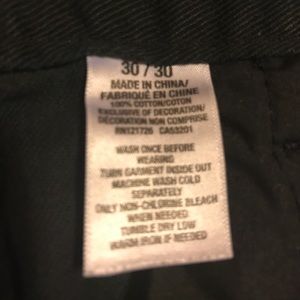 30 / 30
MADE IN CHINA/
FABRIQUÉ EN CHINE
100% COTTON/COTON
EXCLUSIVE OF DECORATION/
DÉCORATION NON COMPRISE
RN121726 CA53201
WASH ONCE BEFORE
WEARING
TURN GARMENT INSIDE OUT
MACHINE WASH COLD
SEPARATELY
ONLY NON-CHLORINE BLEACH
WHEN NEEDED
TUMBLE DRY LOW
WARM IRON IF NEEDED